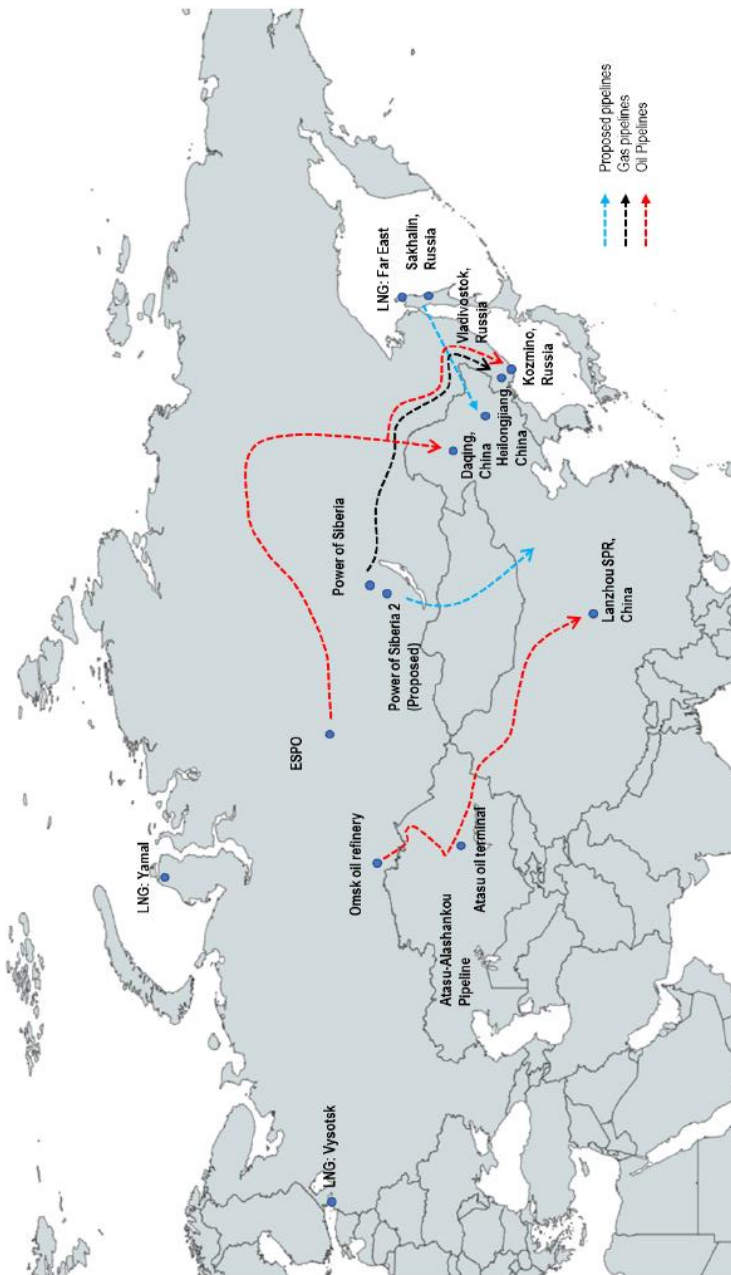 LNG: Vysotsk
LNG: Yamal
Omsk oil refinery
Atasu-Alashankou
Pipeline
Atasu oil terminal
ESPO
Power of Siberia
Power of Siberia 2
(Proposed)
Lanzhou SPR,
China
Daqing,
China
Heilongjiang,
China
Vladivostok,
Russia
Kozmino,
Russia
LNG: Far East
Sakhalin,
Russia
Proposed pipelines
Gas pipelines
Oil Pipelines